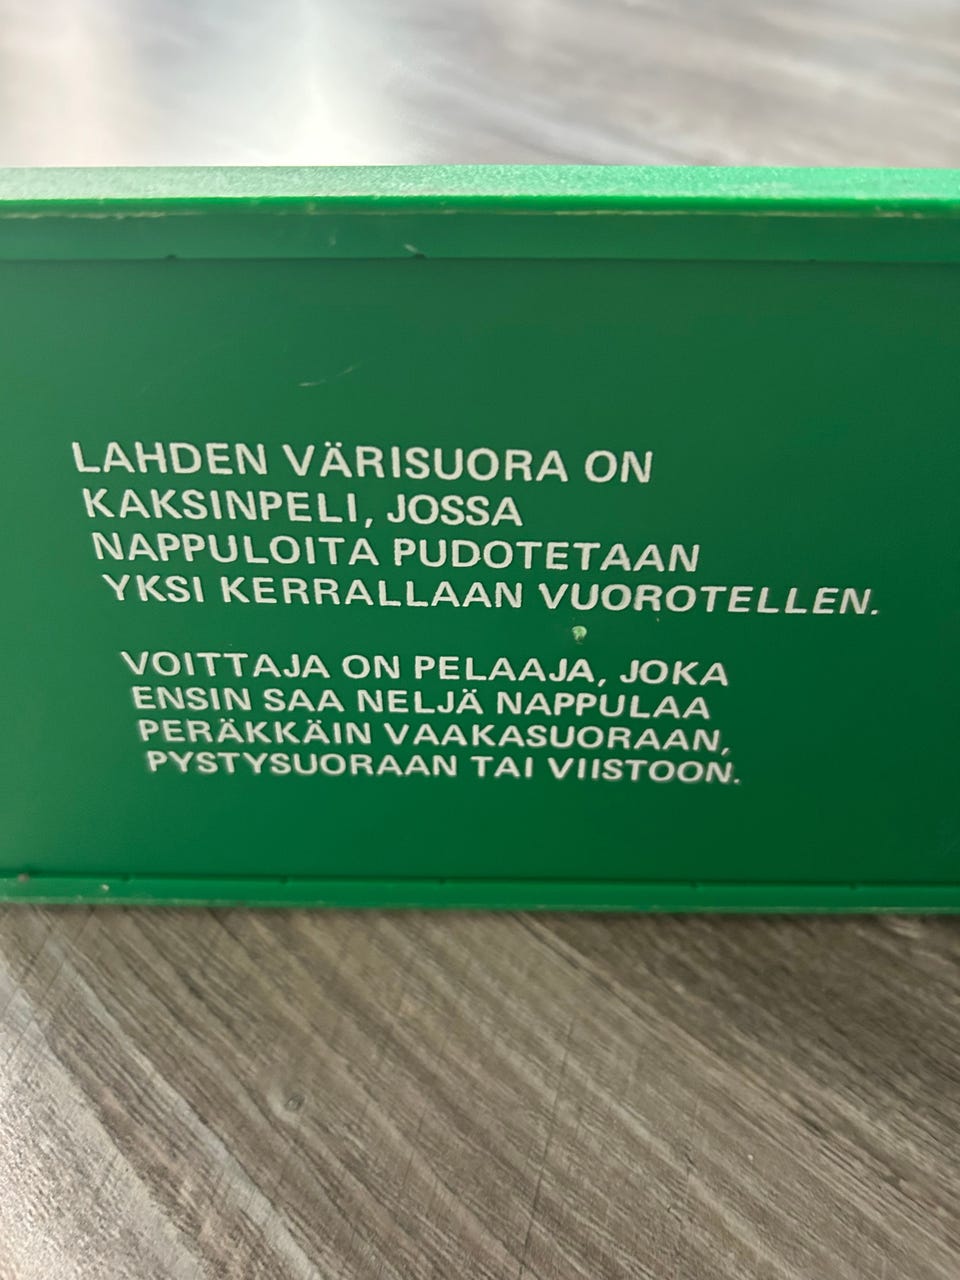 LAHDEN VÄRISUORA ON
KAKSINPELI, JOSSA
NAPPULOITA PUDOTETAAN
YKSI KERRALLAAN VUOROTELLEN.
VOITTAJA ON PELAAJA, JOKA
ENSIN SAA NELJÄ NAPPULAA
PERÄKKÄIN VAAKASUORAAN,
PYSTYSUORAAN TAI VIISTOON.